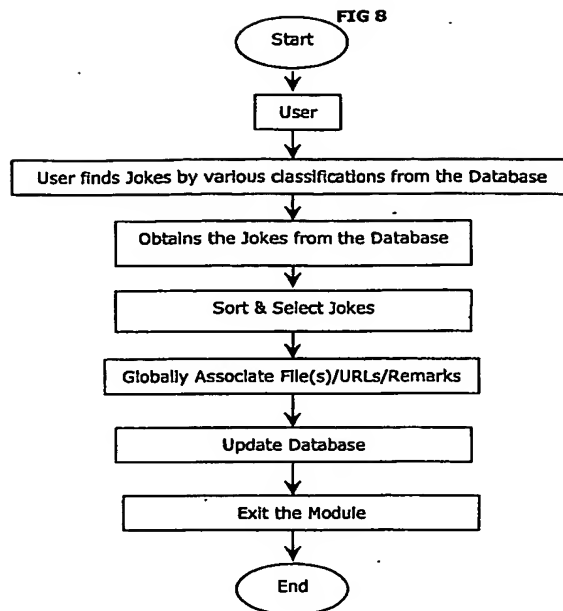 FIG 8
Start
User
User finds Jokes by various classifications from the Database
Obtains the Jokes from the Database
Sort & Select Jokes
Globally Associate File(s)/URLs/Remarks
Update Database
Exit the Module
End